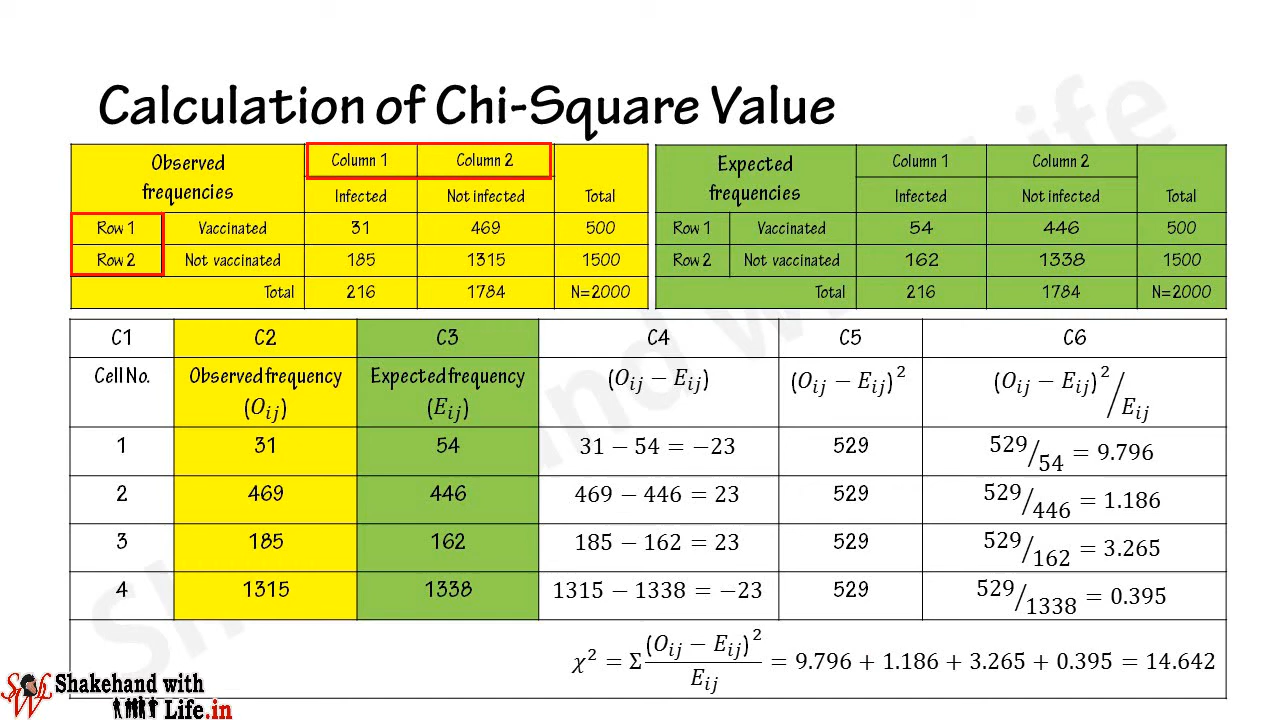 Calculation of Chi-Square Value
Observed frequencies Column 1 Column 2 Total
Infected Not infected
Row 1 Vaccinated 31 469 500
Row 2 Not vaccinated 185 1315 1500
Total 216 1784 N=2000
Expected frequencies Column 1 Column 2 Total
Infected Not infected
Row 1 Vaccinated 54 446 500
Row 2 Not vaccinated 162 1338 1500
Total 216 1784 N=2000
C1 C2 C3 C4 C5 C6
Cell No. Observed frequency (O_ij) Expected frequency (E_ij) (O_ij − E_ij) (O_ij − E_ij)² (O_ij − E_ij)²/E_ij
1 31 54 31 − 54 = −23 529 529/54 = 9.796
2 469 446 469 − 446 = 23 529 529/446 = 1.186
3 185 162 185 − 162 = 23 529 529/162 = 3.265
4 1315 1338 1315 − 1338 = −23 529 529/1338 = 0.395
χ² = Σ (O_ij − E_ij)²/E_ij = 9.796 + 1.186 + 3.265 + 0.395 = 14.642
Shakehand with
Life.in